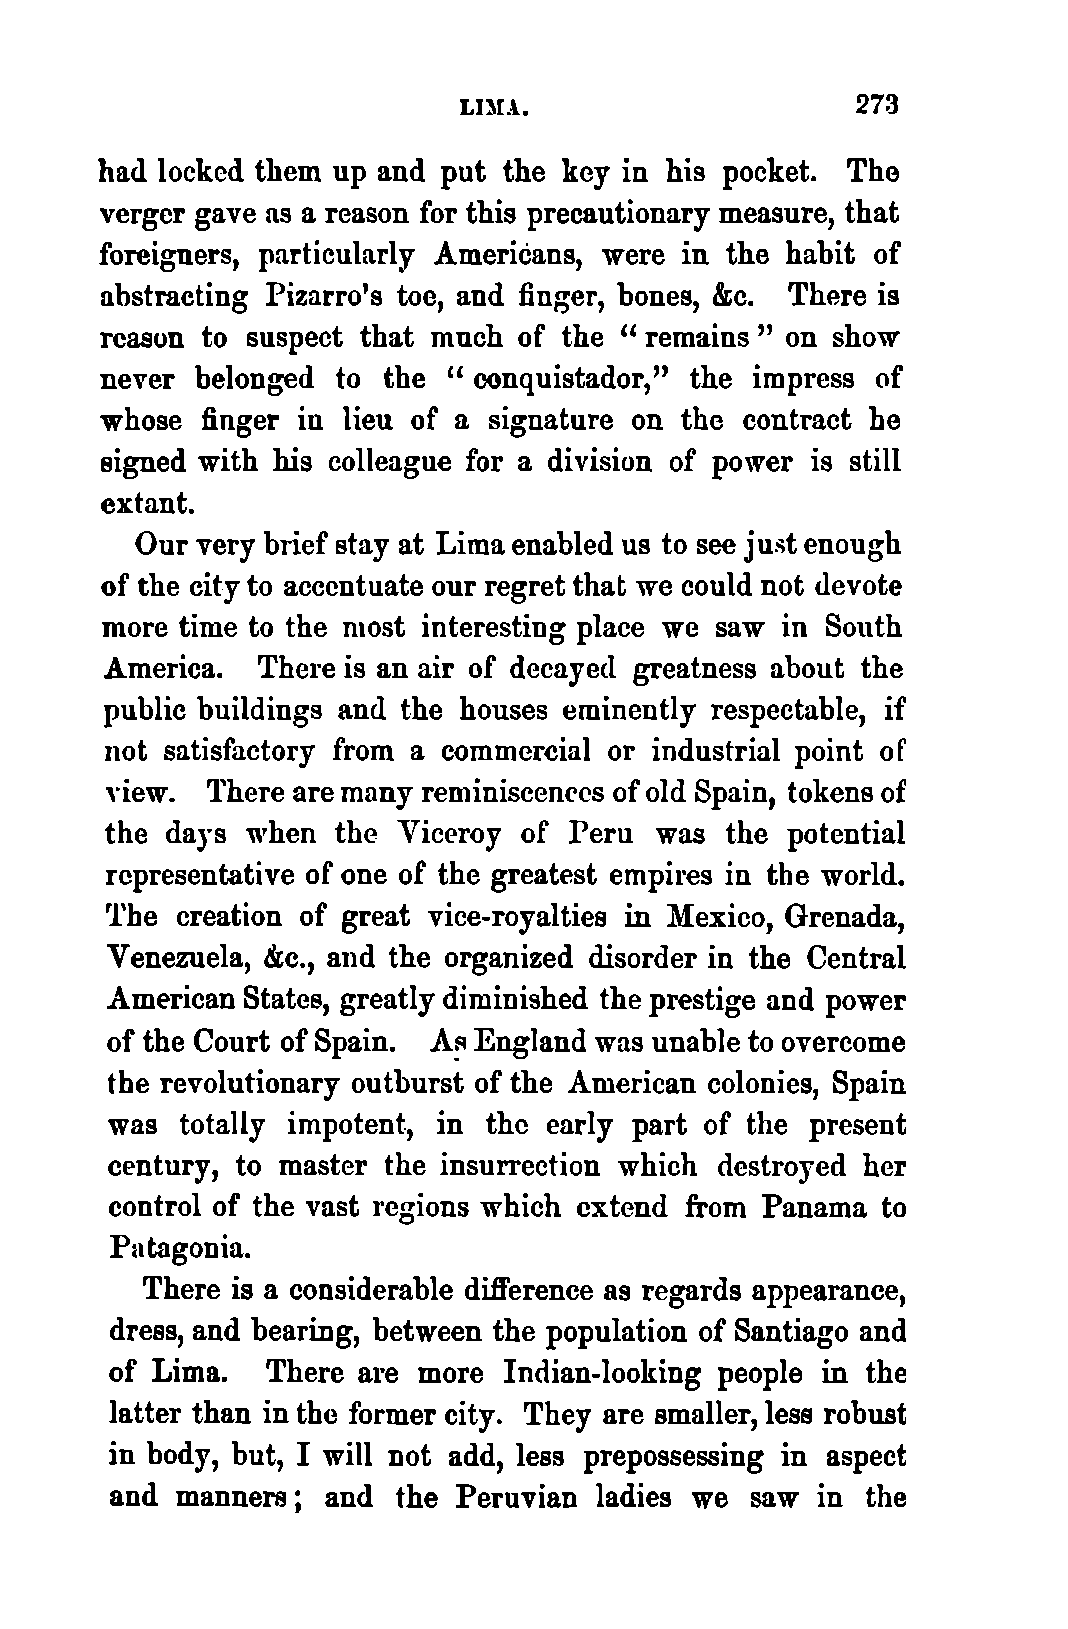 LIMA. 273
had locked them up and put the key in his pocket. The
verger gave as a reason for this precautionary measure, that
foreigners, particularly Americans, were in the habit of
abstracting Pizarro's toe, and finger, bones, &c. There is
reason to suspect that much of the " remains " on show
never belonged to the " conquistador," the impress of
whose finger in lieu of a signature on the contract he
signed with his colleague for a division of power is still
extant.
Our very brief stay at Lima enabled us to see just enough
of the city to accentuate our regret that we could not devote
more time to the most interesting place we saw in South
America. There is an air of decayed greatness about the
public buildings and the houses eminently respectable, if
not satisfactory from a commercial or industrial point of
view. There are many reminiscences of old Spain, tokens of
the days when the Viceroy of Peru was the potential
representative of one of the greatest empires in the world.
The creation of great vice-royalties in Mexico, Grenada,
Venezuela, &c., and the organized disorder in the Central
American States, greatly diminished the prestige and power
of the Court of Spain. As England was unable to overcome
the revolutionary outburst of the American colonies, Spain
was totally impotent, in the early part of the present
century, to master the insurrection which destroyed her
control of the vast regions which extend from Panama to
Patagonia.
There is a considerable difference as regards appearance,
dress, and bearing, between the population of Santiago and
of Lima. There are more Indian-looking people in the
latter than in the former city. They are smaller, less robust
in body, but, I will not add, less prepossessing in aspect
and manners; and the Peruvian ladies we saw in the